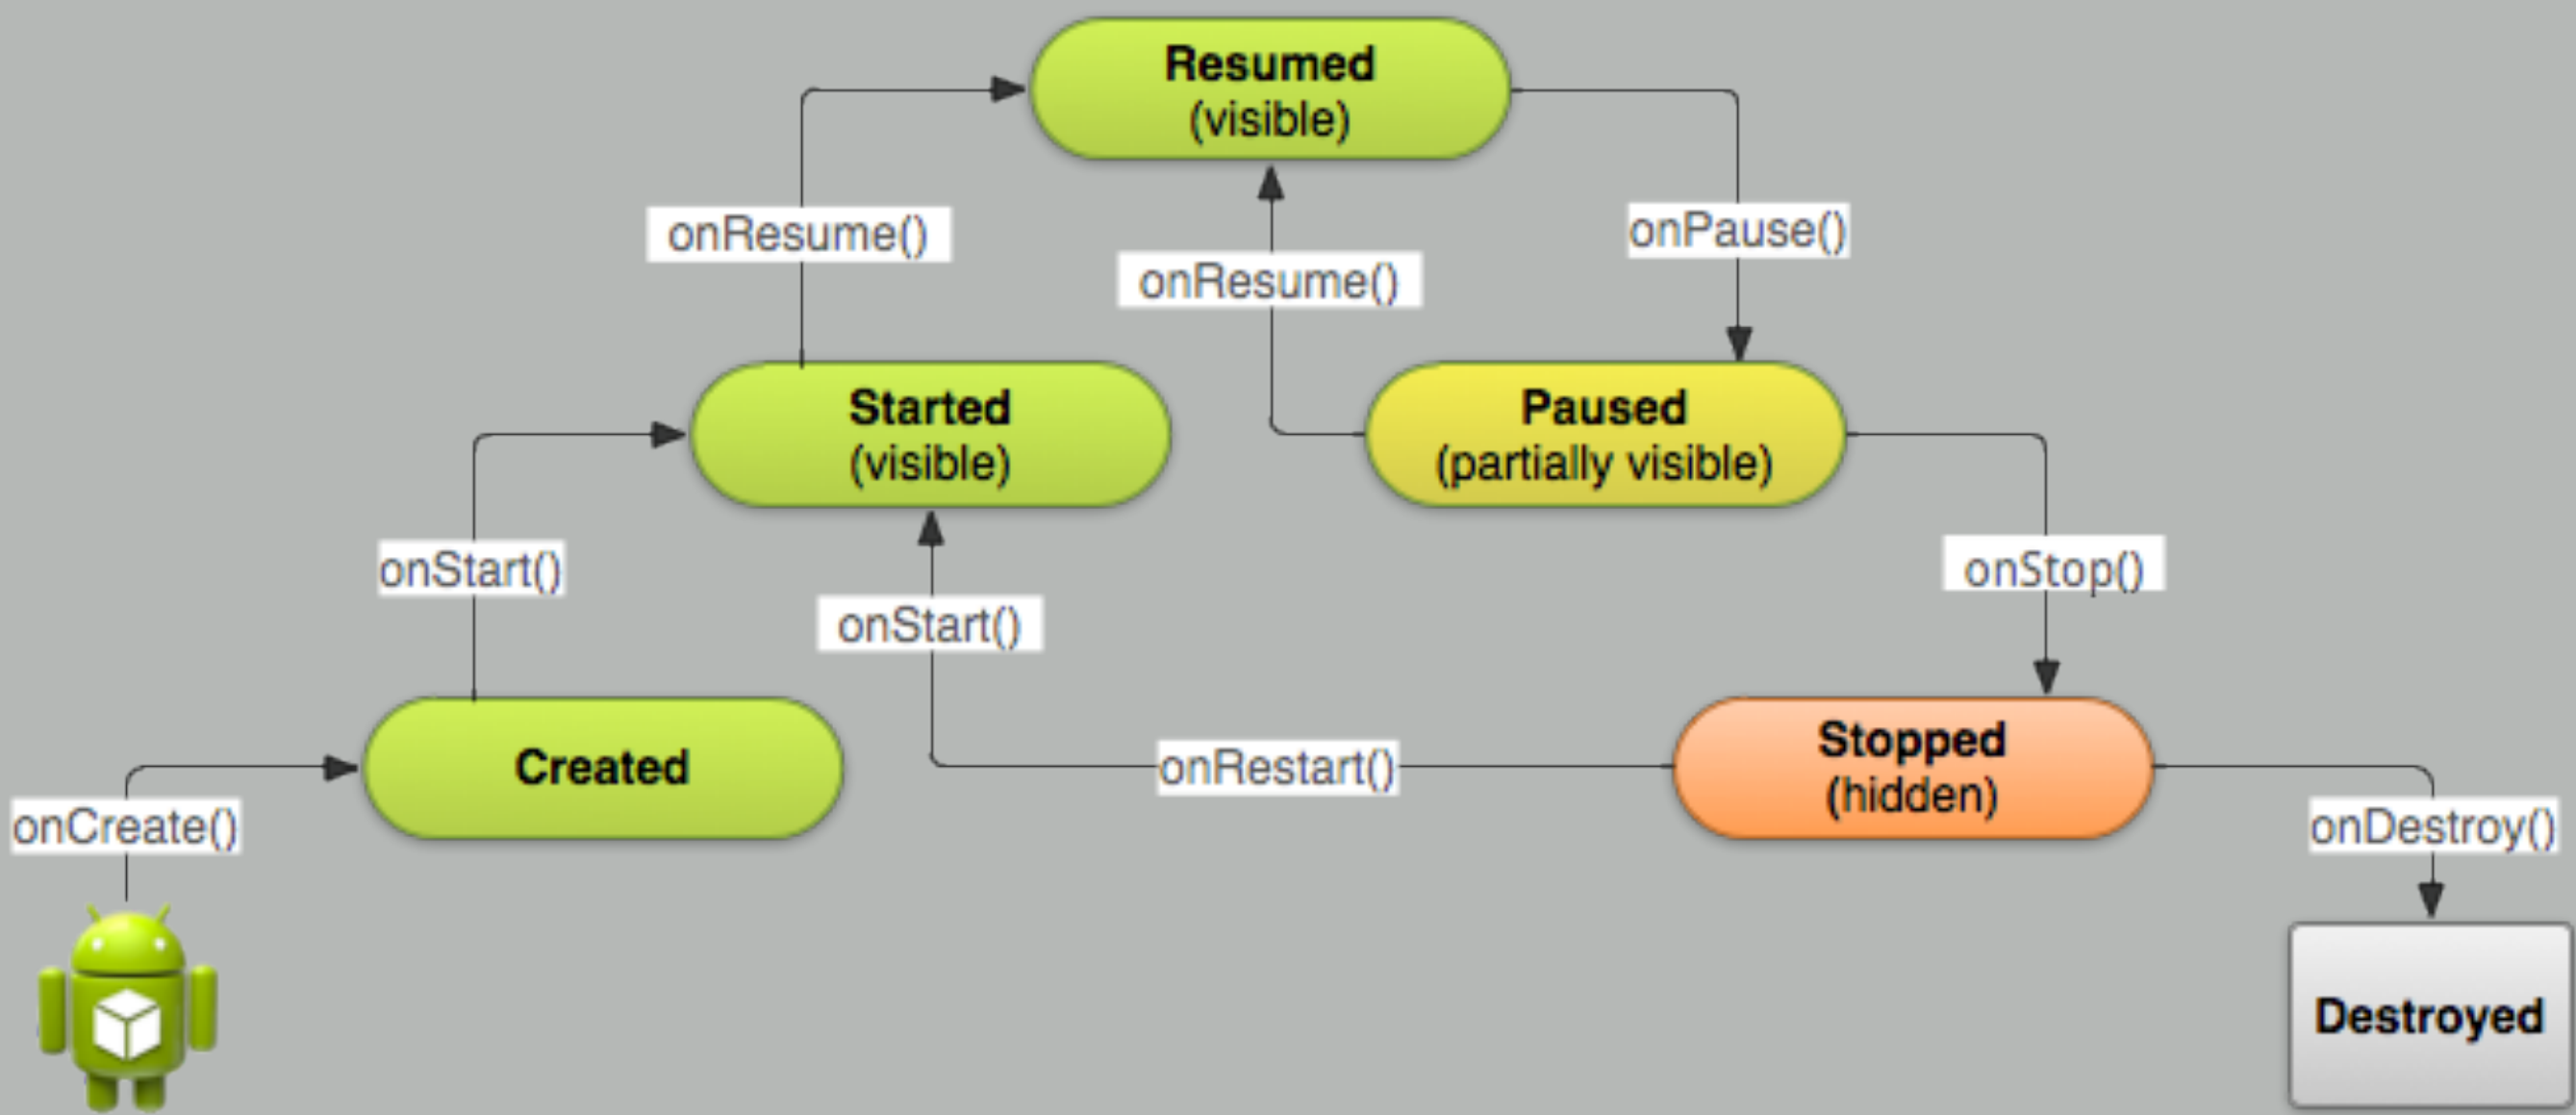 Resumed
(visible)
onResume()
onPause()
onResume()
Started
(visible)
Paused
(partially visible)
onStart()
onStop()
onStart()
Created
onRestart()
Stopped
(hidden)
onCreate()
onDestroy()
Destroyed